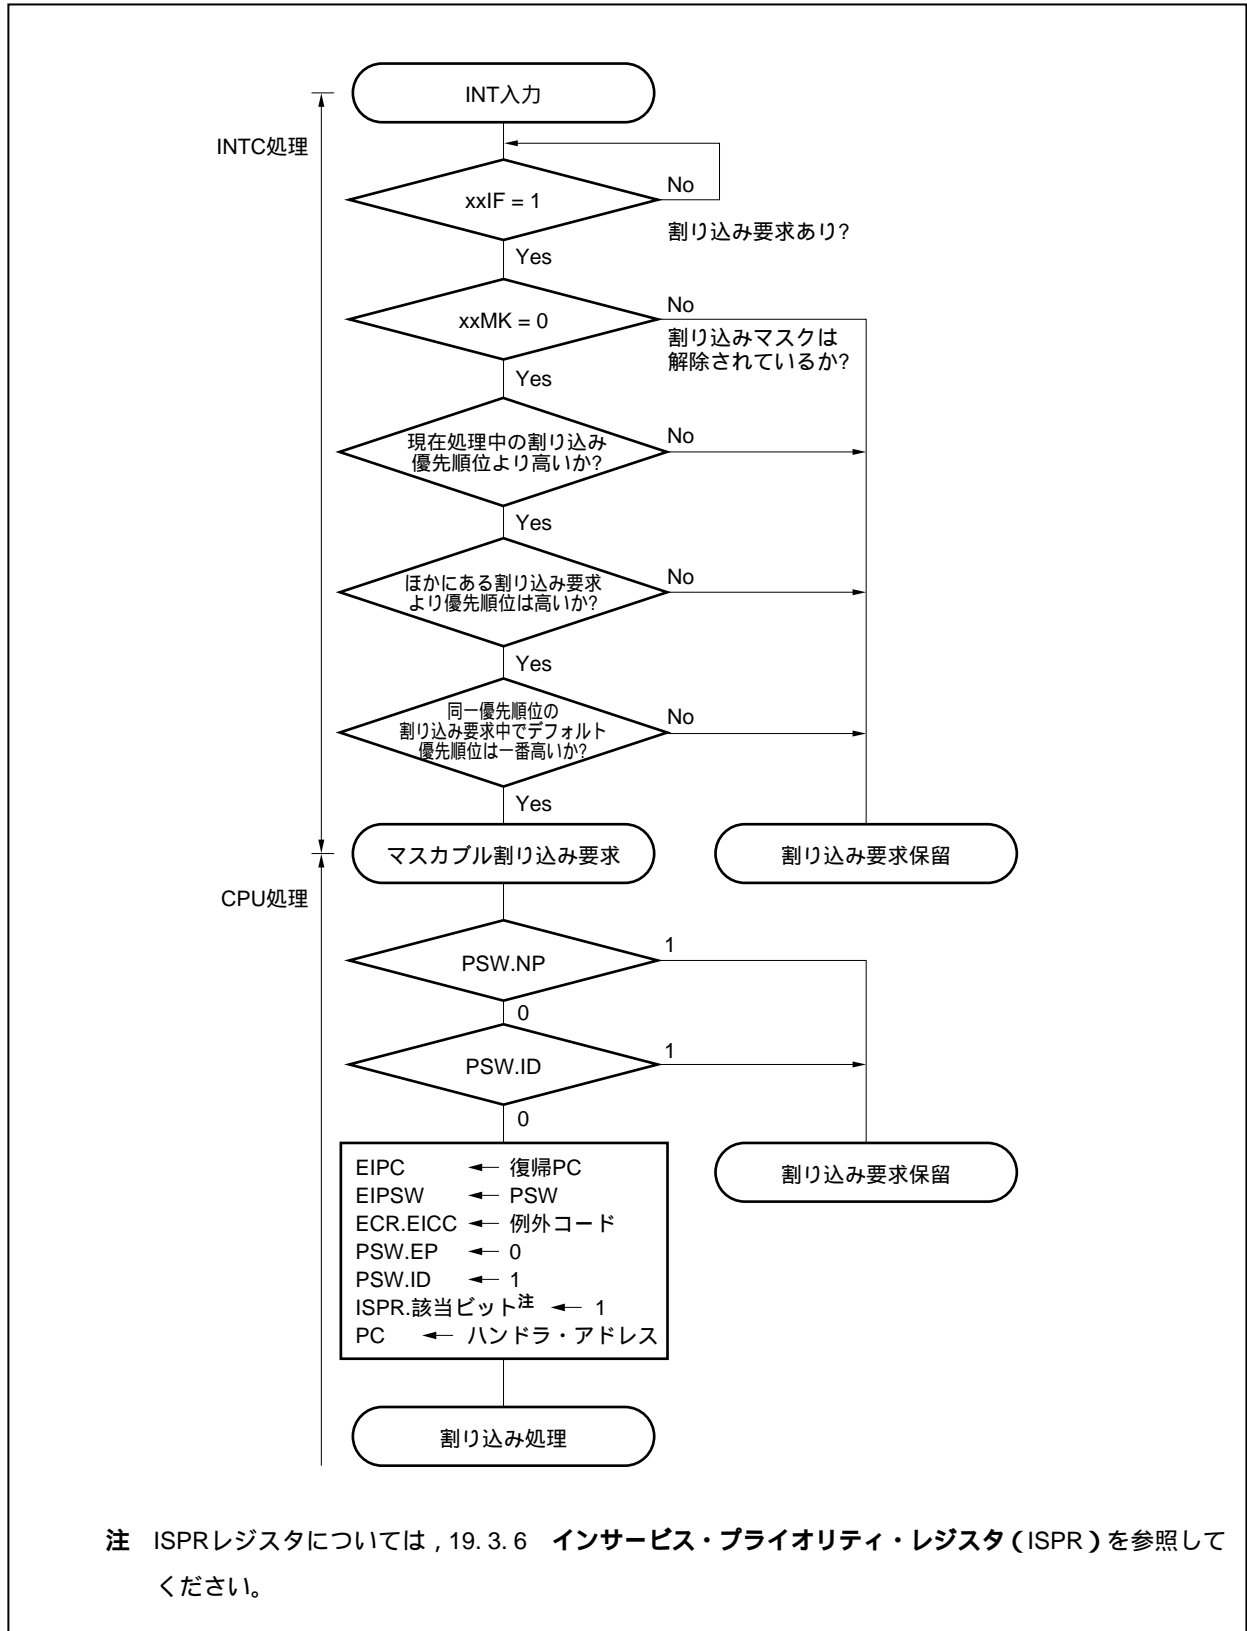 INT入力
INTC処理
xxIF = 1
No
割り込み要求あり?
Yes
xxMK = 0
No
割り込みマスクは
解除されているか?
Yes
現在処理中の割り込み
優先順位より高いか?
No
Yes
ほかにある割り込み要求
より優先順位は高いか?
No
Yes
同一優先順位の
割り込み要求中でデフォルト
優先順位は一番高いか?
No
Yes
マスカブル割り込み要求
割り込み要求保留
CPU処理
PSW.NP
1
0
PSW.ID
1
0
割り込み要求保留
EIPC ← 復帰PC
EIPSW ← PSW
ECR.EICC ← 例外コード
PSW.EP ← 0
PSW.ID ← 1
ISPR.該当ビット注 ← 1
PC ← ハンドラ・アドレス
割り込み処理
注 ISPRレジスタについては，19. 3. 6 インサービス・プライオリティ・レジスタ（ISPR）を参照して
ください。